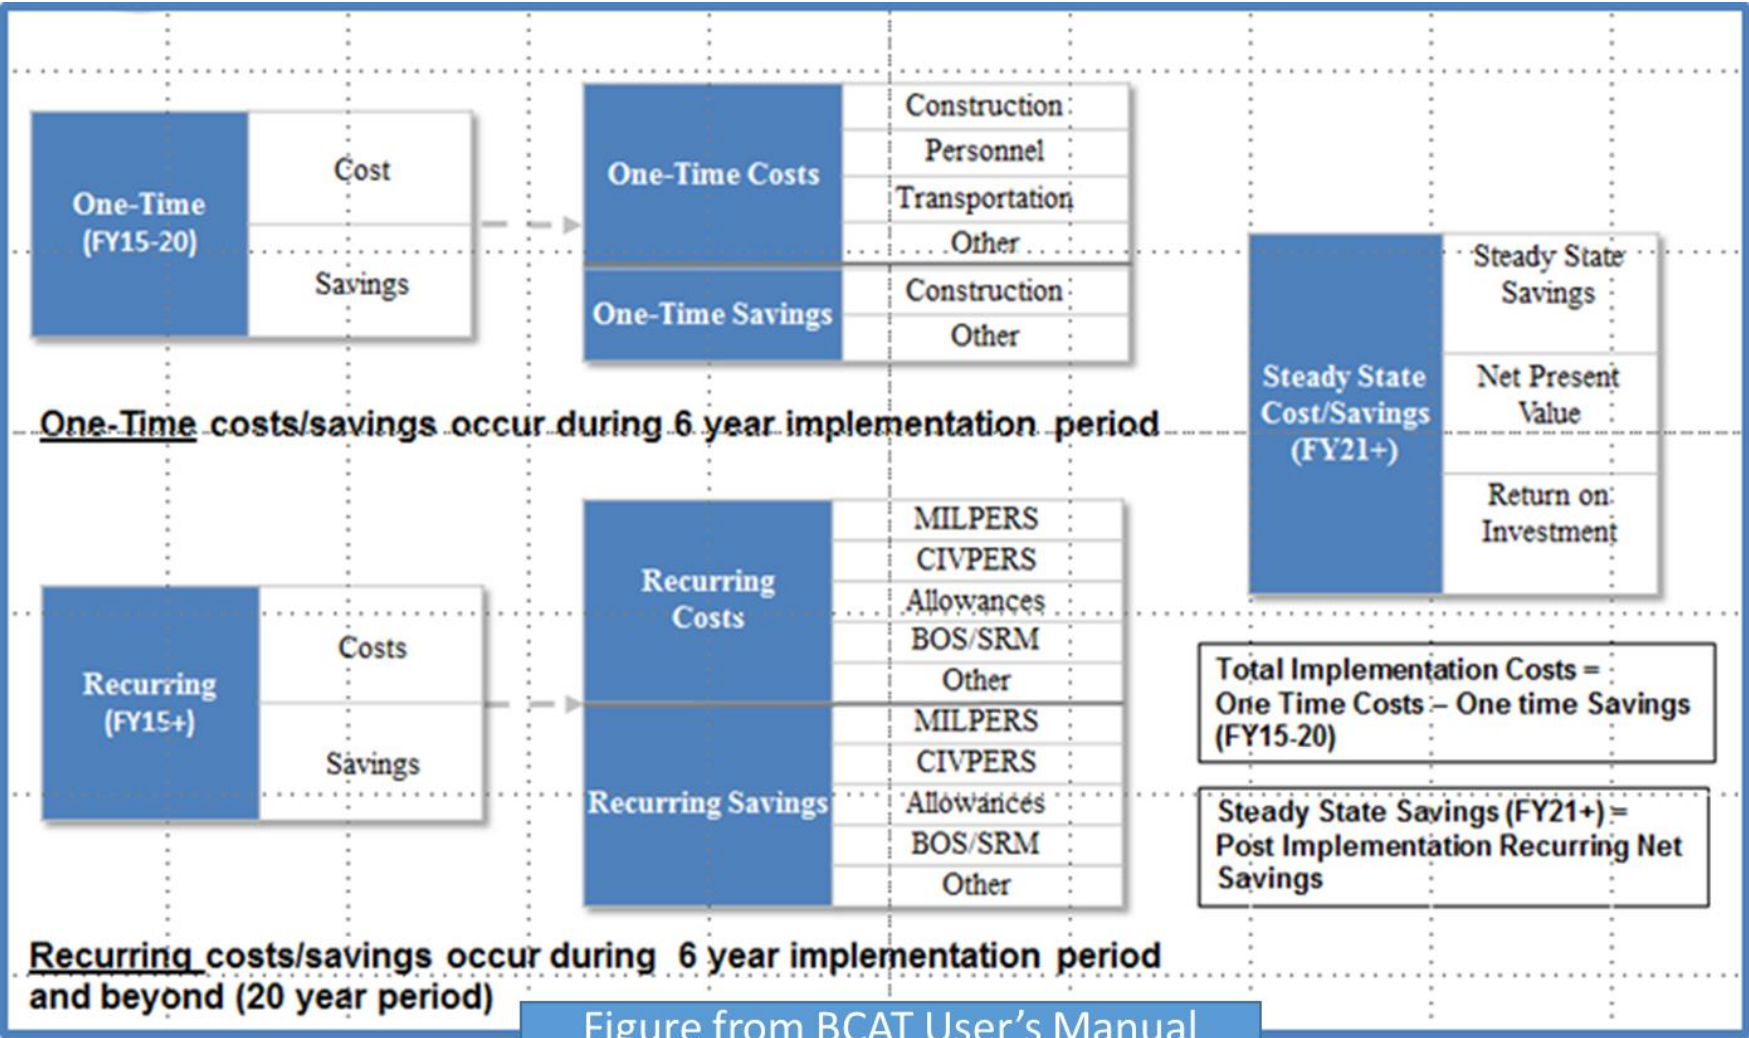 One-Time
(FY15-20)
Cost
Savings
One-Time Costs
Construction
Personnel
Transportation
Other
One-Time Savings
Construction
Other
One-Time costs/savings occur during 6 year implementation period
Recurring
(FY15+)
Costs
Savings
Recurring
Costs
MILPERS
CIVPERS
Allowances
BOS/SRM
Other
Recurring Savings
MILPERS
CIVPERS
Allowances
BOS/SRM
Other
Recurring costs/savings occur during 6 year implementation period
and beyond (20 year period)
Steady State
Cost/Savings
(FY21+)
Steady State
Savings
Net Present
Value
Return on
Investment
Total Implementation Costs =
One Time Costs – One time Savings
(FY15-20)
Steady State Savings (FY21+) =
Post Implementation Recurring Net
Savings
Figure from BCAT User's Manual